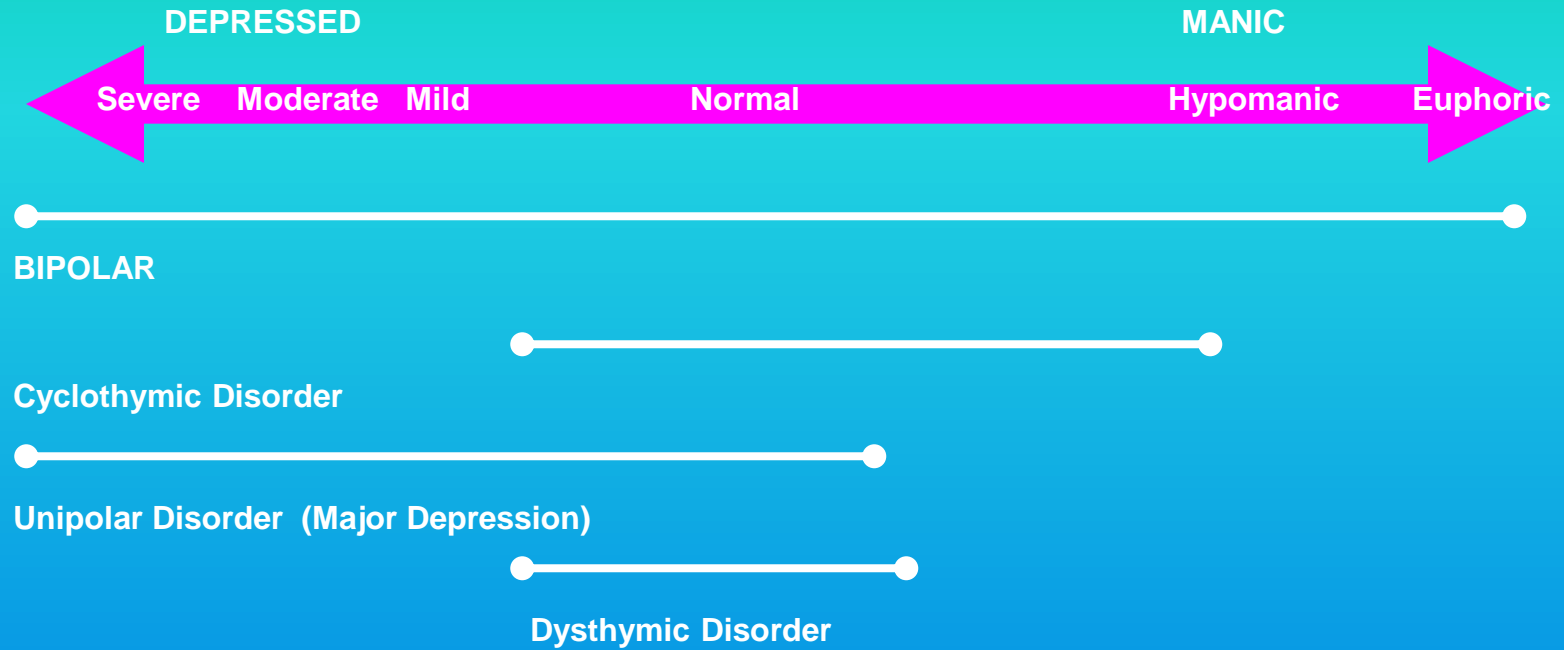 DEPRESSED MANIC
Severe Moderate Mild Normal Hypomanic Euphoric
BIPOLAR
Cyclothymic Disorder
Unipolar Disorder (Major Depression)
Dysthymic Disorder